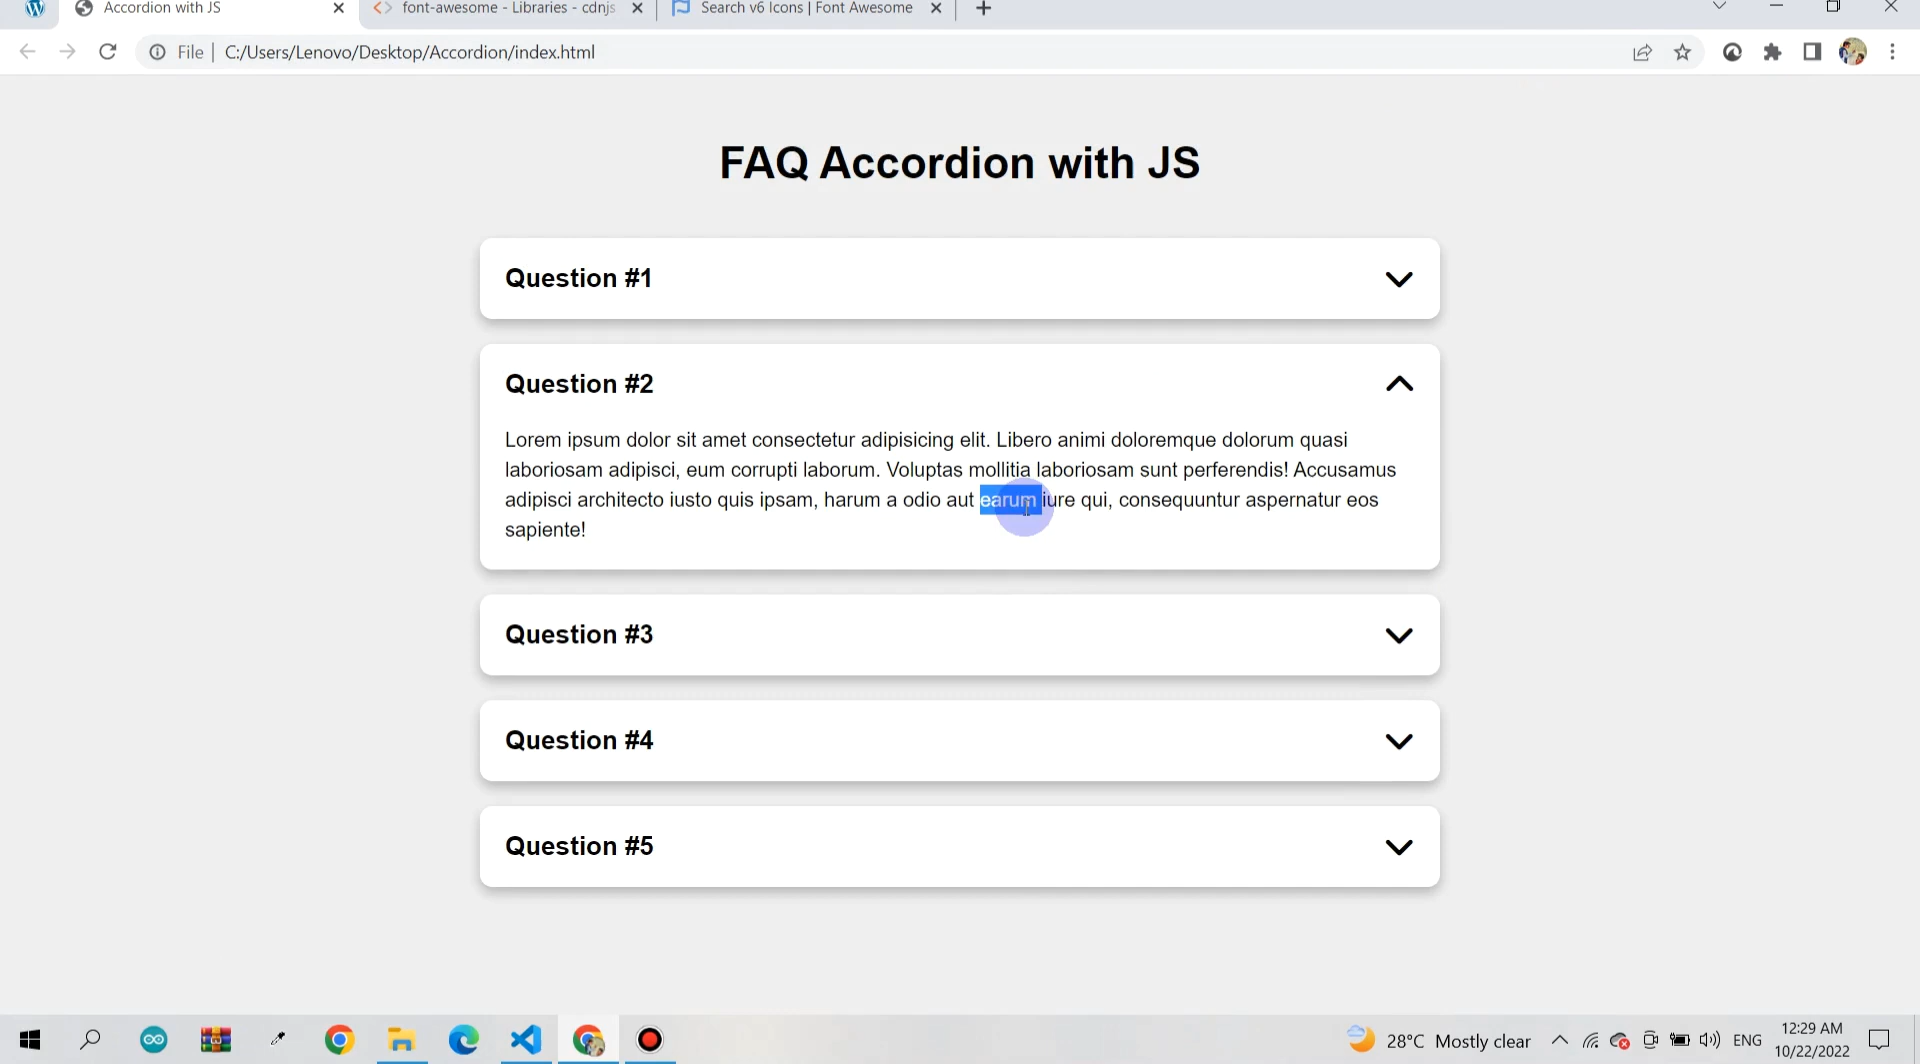 Accordion with JS
font-awesome - Libraries - cdnjs
Search v6 Icons | Font Awesome
File | C:/Users/Lenovo/Desktop/Accordion/index.html
FAQ Accordion with JS
Question #1
Question #2
Lorem ipsum dolor sit amet consectetur adipisicing elit. Libero animi doloremque dolorum quasi
laboriosam adipisci, eum corrupti laborum. Voluptas mollitia laboriosam sunt perferendis! Accusamus
adipisci architecto iusto quis ipsam, harum a odio aut earum iure qui, consequuntur aspernatur eos
sapiente!
Question #3
Question #4
Question #5
28°C Mostly clear
ENG
12:29 AM
10/22/2022